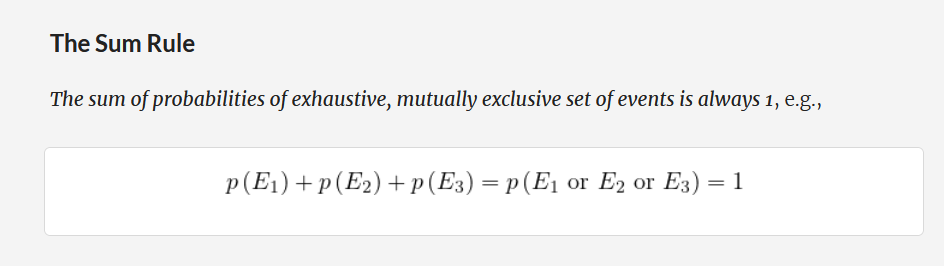 The Sum Rule
The sum of probabilities of exhaustive, mutually exclusive set of events is always 1, e.g.,
p(E₁) + p(E₂) + p(E₃) = p(E₁ or E₂ or E₃) = 1